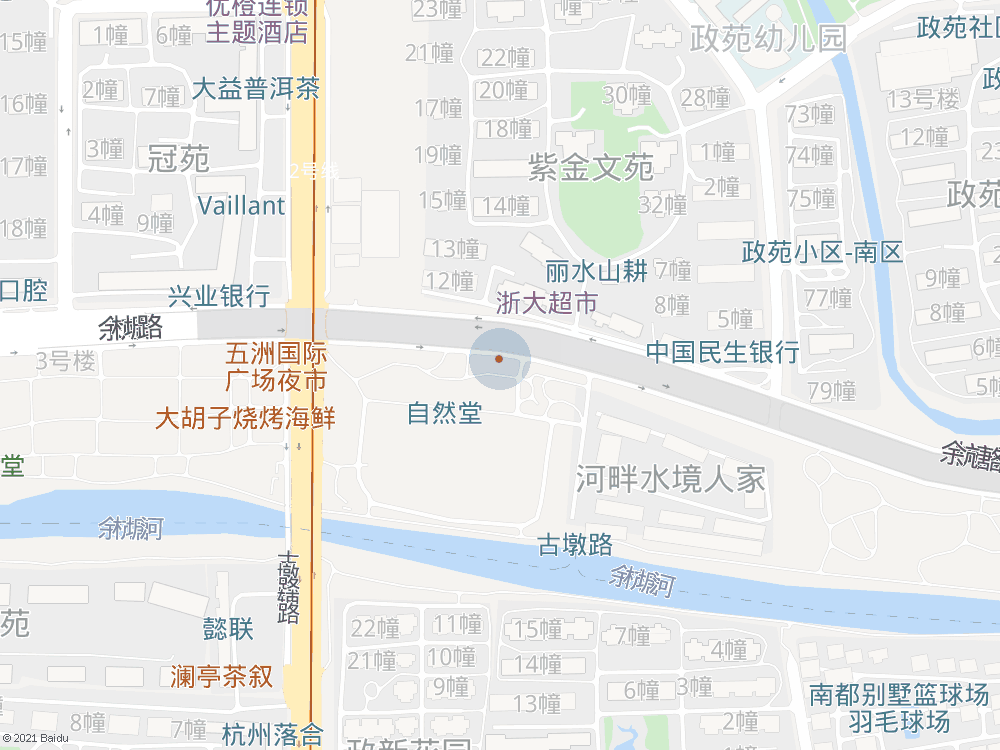 优橙连锁
主题酒店
23幢
政苑幼儿园
政苑社区
15幢
1幢
6幢
21幢
22幢
大益普洱茶
2幢
7幢
20幢
30幢
28幢
13号楼
16幢
17幢
18幢
73幢
12幢
3幢
冠苑
19幢
紫金文苑
1幢
74幢
17幢
2号线
2幢
75幢
Vaillant
15幢
14幢
32幢
4幢
9幢
18幢
13幢
政苑小区-南区
丽水山耕
7幢
12幢
9幢
口腔
兴业银行
浙大超市
8幢
77幢
5幢
8幢
3号楼
五洲国际
广场夜市
中国民生银行
6幢
79幢
5幢
大胡子烧烤海鲜
自然堂
堂
河畔水境人家
余杭塘河
古墩路
余杭塘河
古墩路辅路
苑
懿联
22幢
11幢
15幢
7幢
4幢
21幢
10幢
14幢
澜亭茶叙
9幢
6幢
3幢
13幢
南都别墅篮球场
羽毛球场
8幢
7幢
2幢
杭州落合
政新花园
© 2021 Baidu